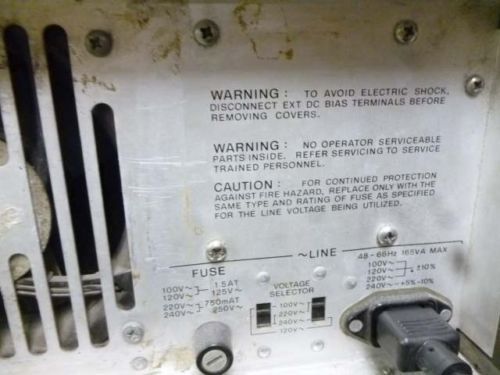 WARNING: TO AVOID ELECTRIC SHOCK,
DISCONNECT EXT DC BIAS TERMINALS BEFORE
REMOVING COVERS.
WARNING: NO OPERATOR SERVICEABLE
PARTS INSIDE. REFER SERVICING TO SERVICE
TRAINED PERSONNEL.
CAUTION: FOR CONTINUED PROTECTION
AGAINST FIRE HAZARD, REPLACE ONLY WITH THE
SAME TYPE AND RATING OF FUSE AS SPECIFIED
FOR THE LINE VOLTAGE BEING UTILIZED.
~LINE
48-66Hz 165VA MAX
FUSE
100V~ 1.5AT
120V~ 125V~
220V~ 750mAT
240V~ 250V~
VOLTAGE
SELECTOR
100V~
220V~
240V~
120V~
100V~
120V~ ±10%
220V~
240V~ +5%-10%